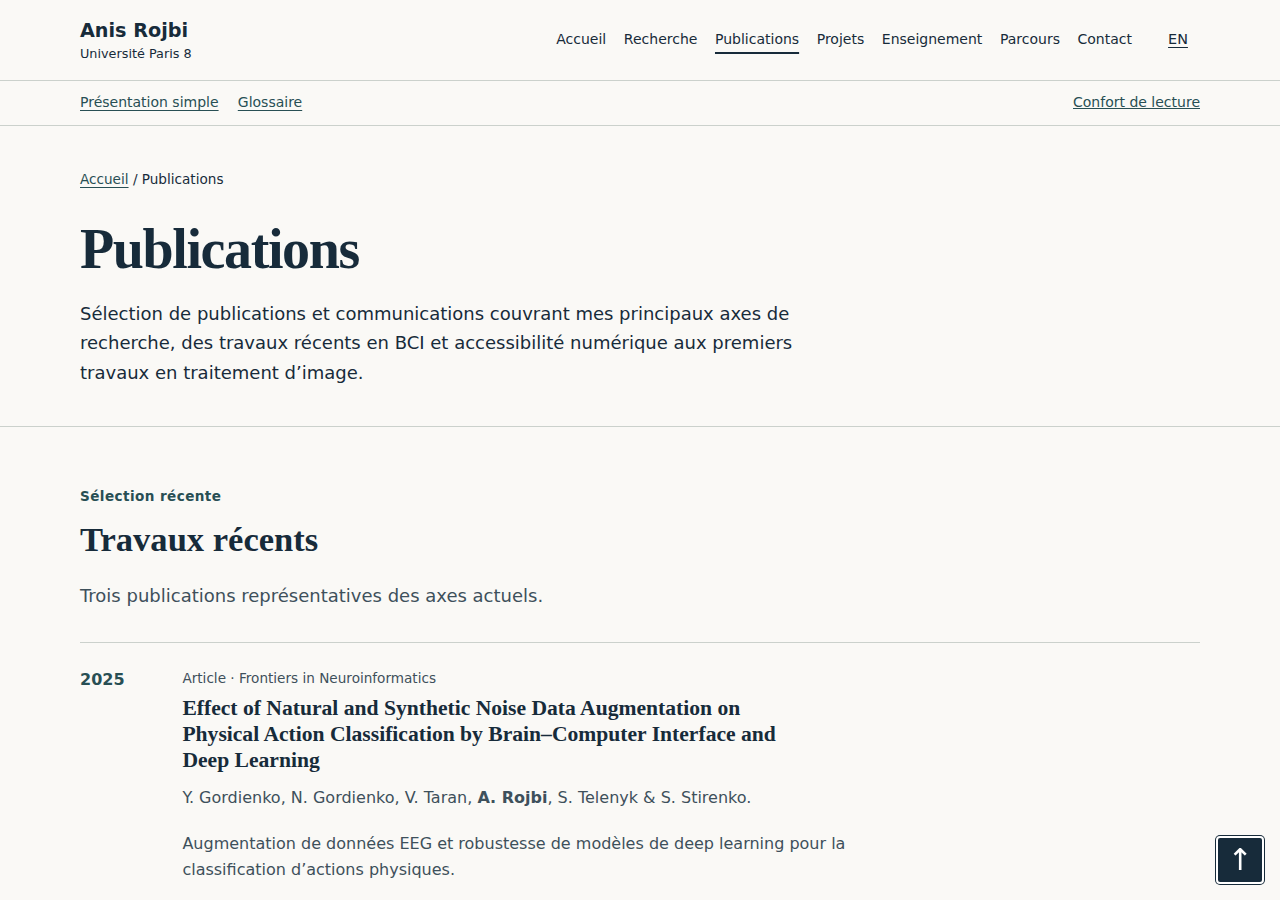 Anis Rojbi
Université Paris 8
Accueil Recherche Publications Projets Enseignement Parcours Contact EN
Présentation simple Glossaire Confort de lecture
Accueil / Publications
Publications
Sélection de publications et communications couvrant mes principaux axes de
recherche, des travaux récents en BCI et accessibilité numérique aux premiers
travaux en traitement d’image.
Sélection récente
Travaux récents
Trois publications représentatives des axes actuels.
2025
Article · Frontiers in Neuroinformatics
Effect of Natural and Synthetic Noise Data Augmentation on
Physical Action Classification by Brain–Computer Interface and
Deep Learning
Y. Gordienko, N. Gordienko, V. Taran, A. Rojbi, S. Telenyk & S. Stirenko.
Augmentation de données EEG et robustesse de modèles de deep learning pour la
classification d’actions physiques.
↑